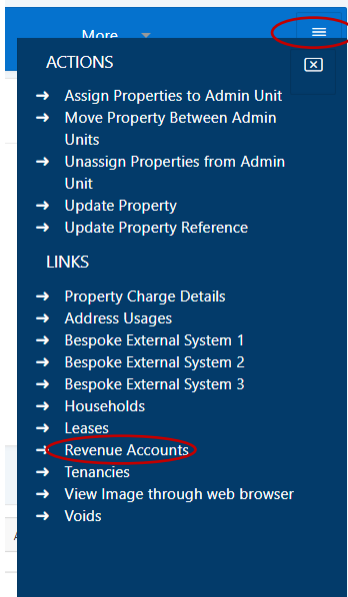 More
ACTIONS
Assign Properties to Admin Unit
Move Property Between Admin
Units
Unassign Properties from Admin
Unit
Update Property
Update Property Reference
LINKS
Property Charge Details
Address Usages
Bespoke External System 1
Bespoke External System 2
Bespoke External System 3
Households
Leases
Revenue Accounts
Tenancies
View Image through web browser
Voids